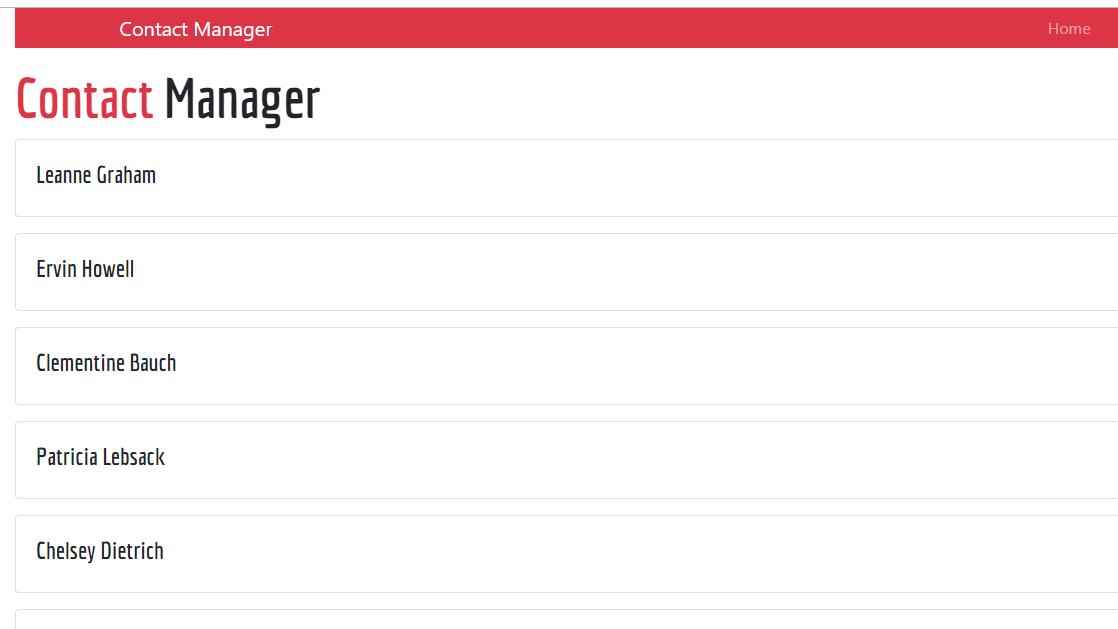 Contact Manager Home
Contact Manager
Leanne Graham
Ervin Howell
Clementine Bauch
Patricia Lebsack
Chelsey Dietrich